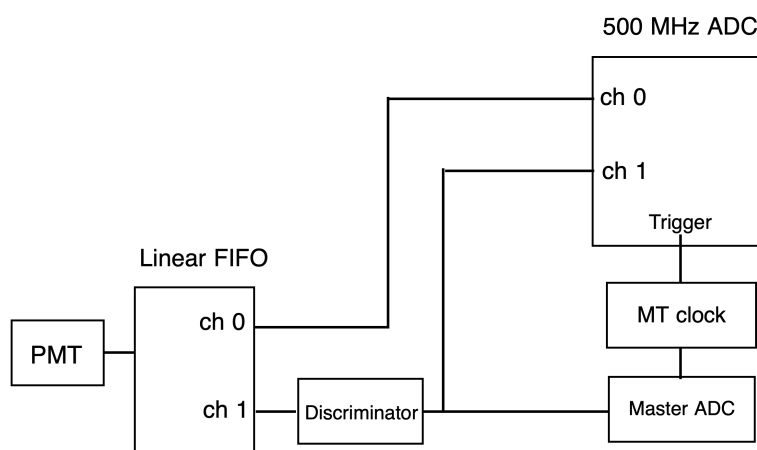 500 MHz ADC
ch 0
ch 1
Trigger
Linear FIFO
ch 0
MT clock
PMT
ch 1
Discriminator
Master ADC